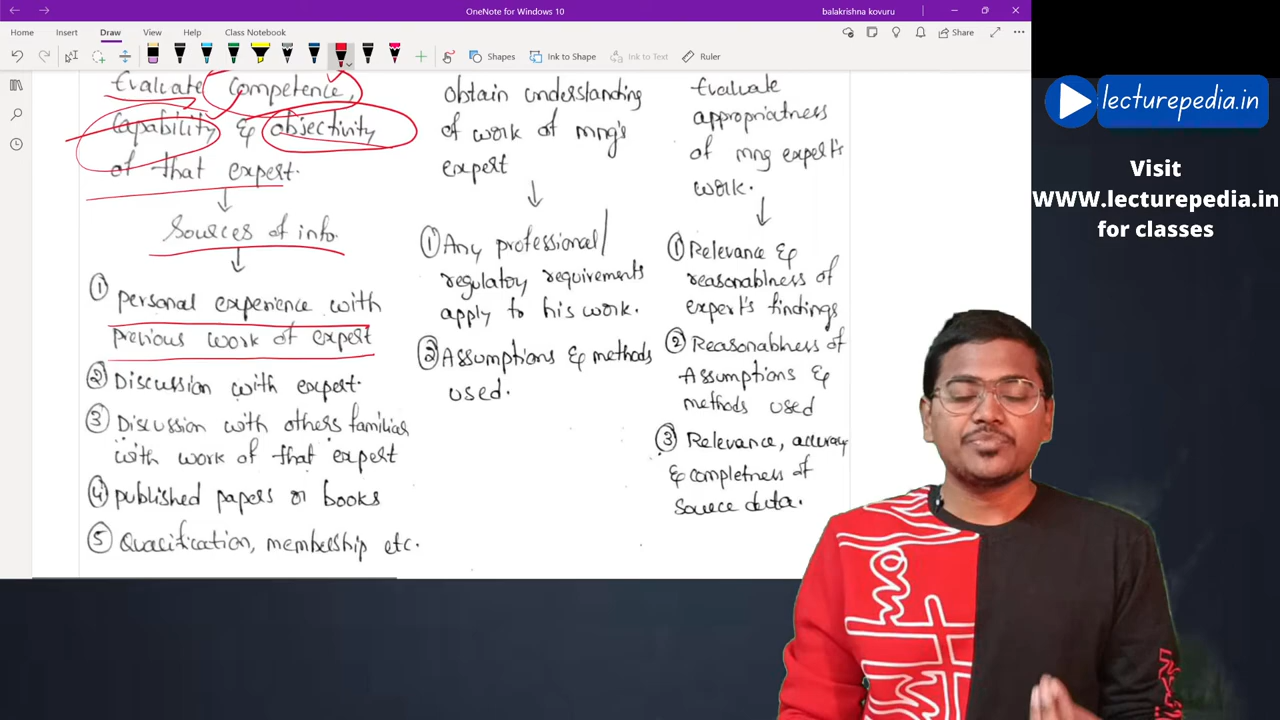 OneNote for Windows 10
balakrishna kovuru
Home
Insert
Draw
View
Help
Class Notebook
Share
Shapes
Ink to Shape
Ink to Text
Ruler
Evaluate Competence,
Capability & objectivity
of that expert.
Sources of info.
① personal experience with
previous work of expert
② Discussion with expert.
③ Discussion with others familiar
with work of that expert
④ published papers or books
⑤ Qualification, membership etc.
obtain understanding
of work of mng's
expert
① Any professional/
regulatory requirements
apply to his work.
② Assumptions & methods
used.
Evaluate
appropriatness
of mng expert's
work.
① Relevance &
reasonablness of
expert's findings
② Reasonablness of
Assumptions &
methods used
③ Relevance, accuracy
& completness of
Source data.
lecturepedia.in
Visit
WWW.lecturepedia.in
for classes